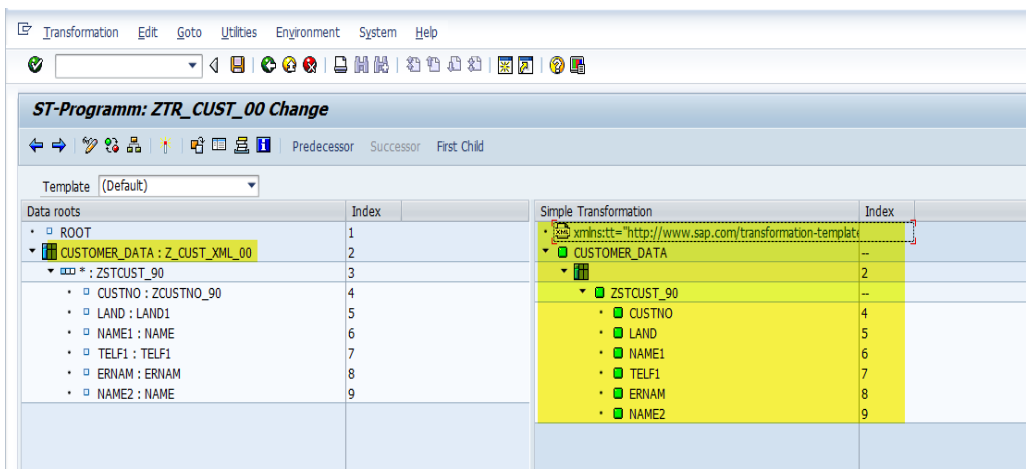 Transformation Edit Goto Utilities Environment System Help
ST-Programm: ZTR_CUST_00 Change
Predecessor Successor First Child
Template (Default)
Data roots Index Simple Transformation Index
ROOT 1 xmlns:tt="http://www.sap.com/transformation-template
CUSTOMER_DATA : Z_CUST_XML_00 2 CUSTOMER_DATA --
* : ZSTCUST_90 3 2
CUSTNO : ZCUSTNO_90 4 ZSTCUST_90 --
LAND : LAND1 5 CUSTNO 4
NAME1 : NAME 6 LAND 5
TELF1 : TELF1 7 NAME1 6
ERNAM : ERNAM 8 TELF1 7
NAME2 : NAME 9 ERNAM 8
NAME2 9